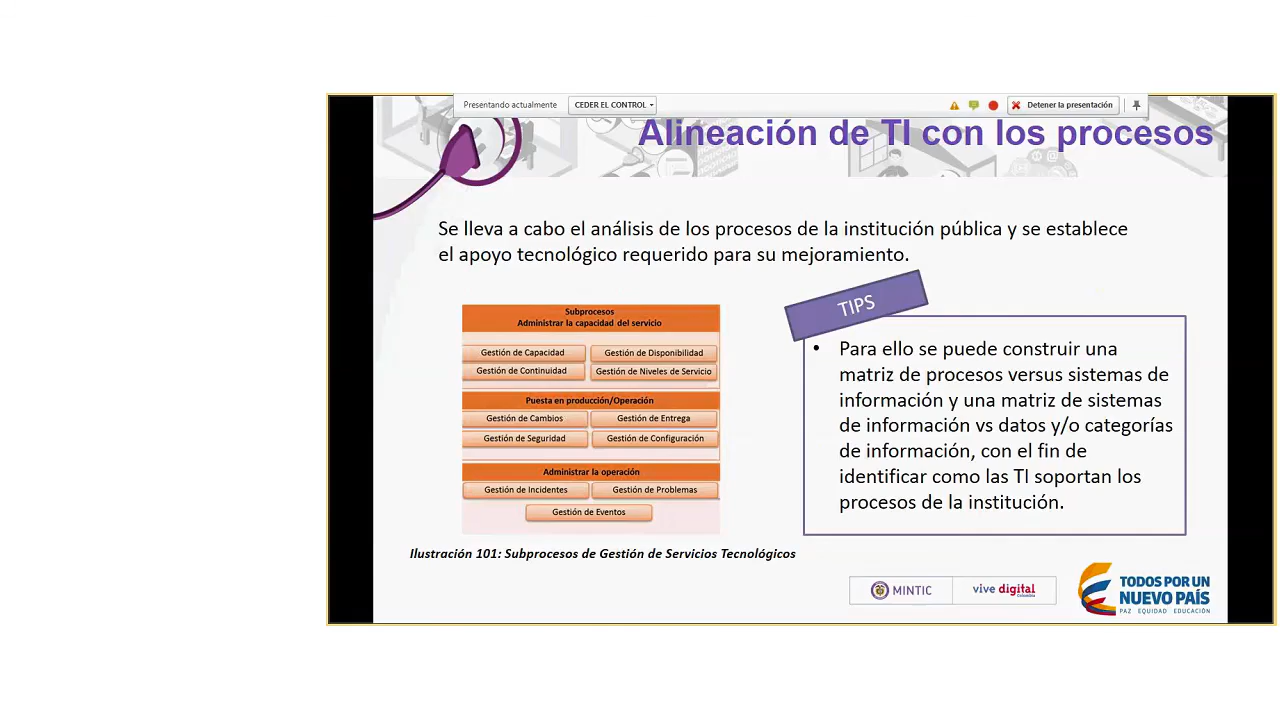 Presentando actualmente
CEDER EL CONTROL
Detener la presentación
Alineación de TI con los procesos
Se lleva a cabo el análisis de los procesos de la institución pública y se establece
el apoyo tecnológico requerido para su mejoramiento.
Subprocesos
Administrar la capacidad del servicio
Gestión de Capacidad
Gestión de Disponibilidad
Gestión de Continuidad
Gestión de Niveles de Servicio
Puesta en producción/Operación
Gestión de Cambios
Gestión de Entrega
Gestión de Seguridad
Gestión de Configuración
Administrar la operación
Gestión de Incidentes
Gestión de Problemas
Gestión de Eventos
Ilustración 101: Subprocesos de Gestión de Servicios Tecnológicos
TIPS
• Para ello se puede construir una
matriz de procesos versus sistemas de
información y una matriz de sistemas
de información vs datos y/o categorías
de información, con el fin de
identificar como las TI soportan los
procesos de la institución.
MINTIC
vive digital
Colombia
TODOS POR UN
NUEVO PAÍS
PAZ EQUIDAD EDUCACIÓN